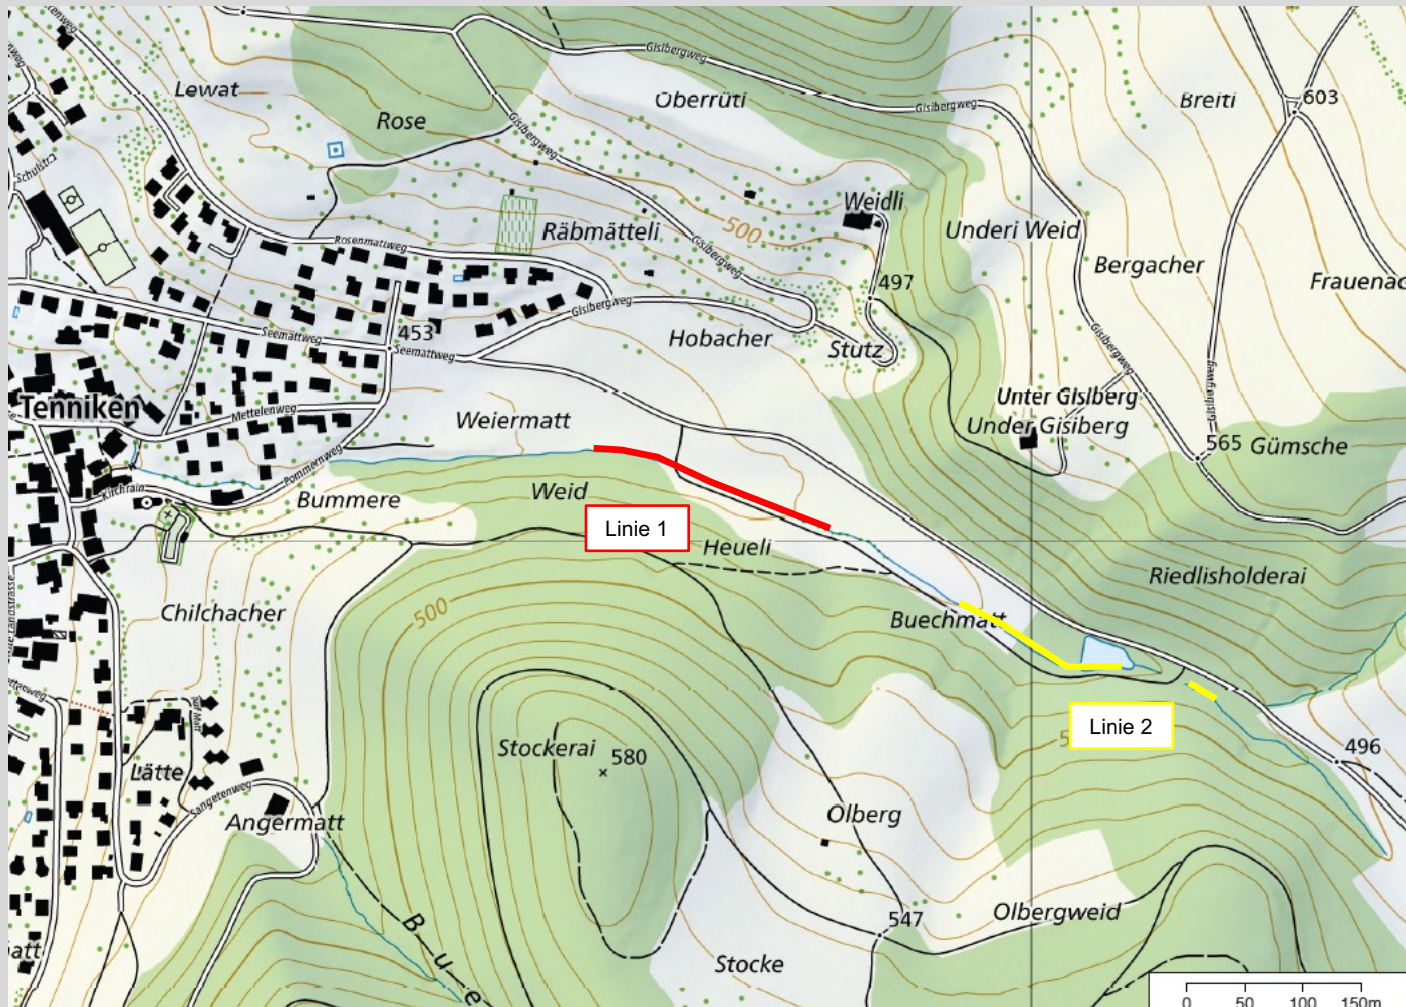 Gisibergweg
Lewat
Oberrüti
Breiti
603
Gisibergweg
Rose
Gisibergweg
Schulstr.
Weidli
Räbmätteli
500
Underi Weid
Rosenmattweg
Gisibergweg
Bergacher
497
Frauenac
Gisibergweg
Seemattweg
453
Seemattweg
Hobacher
Stutz
Gisibergweg
Gisibergweg
Unter Gisiberg
Under Gisiberg
Tenniken
Mettelenweg
Weiermatt
565
Gümsche
Pommernweg
Kirchrain
Bummere
Weid
Linie 1
Heueli
Riedlisholderai
Chilchacher
500
Buechmatt
Linie 2
5
496
Stockerai
580
Lätte
Sangetenweg
Angermatt
Olberg
547
Olbergweid
B u e
att
Stocke
0 50 100 150m